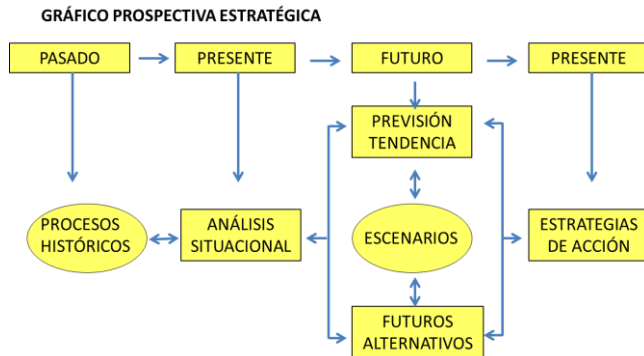 GRÁFICO PROSPECTIVA ESTRATÉGICA
PASADO
PRESENTE
FUTURO
PRESENTE
PREVISIÓN
TENDENCIA
PROCESOS
HISTÓRICOS
ANÁLISIS
SITUACIONAL
ESCENARIOS
ESTRATEGIAS
DE ACCIÓN
FUTUROS
ALTERNATIVOS